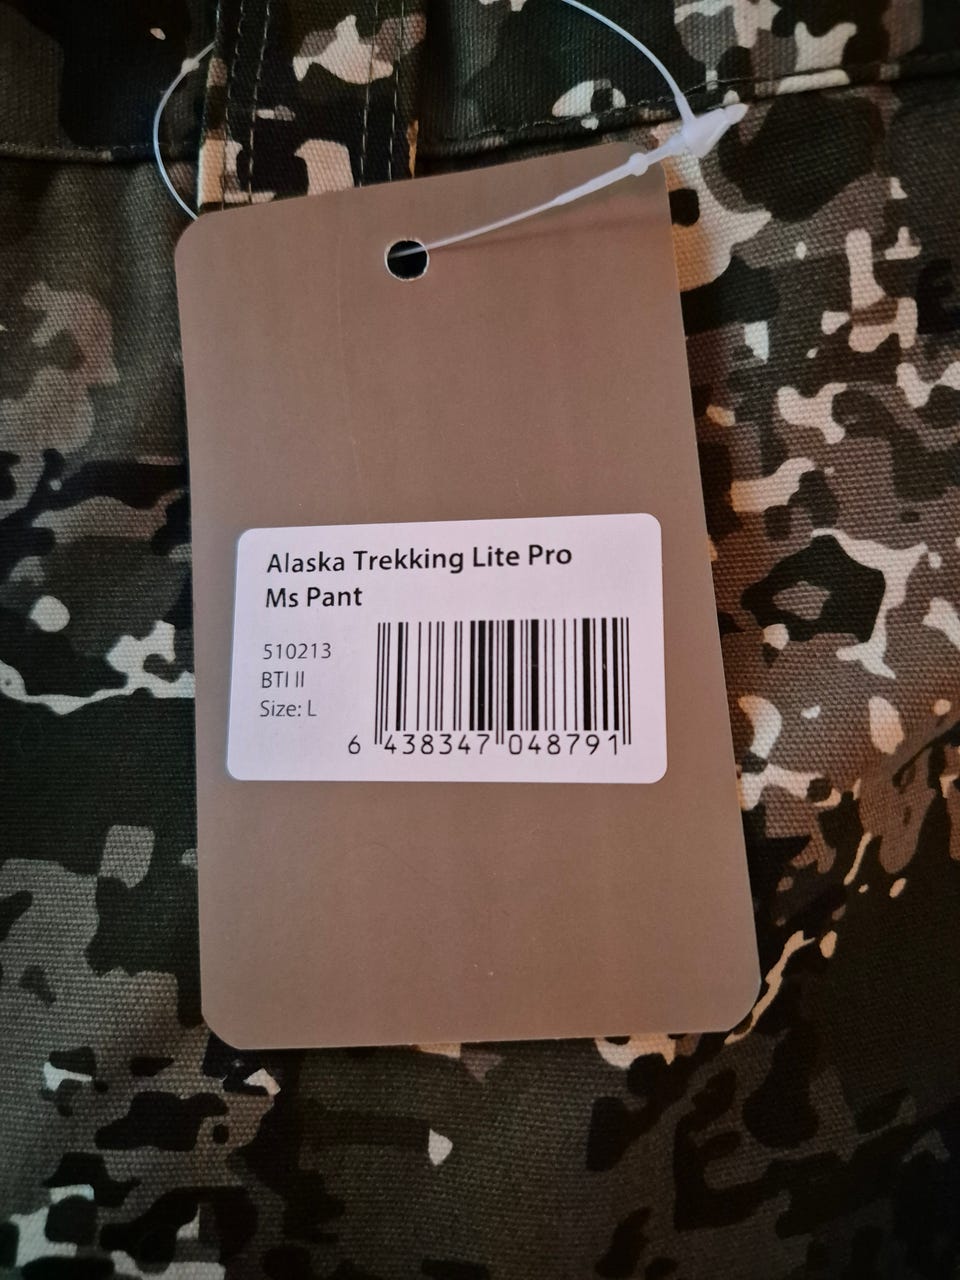 Alaska Trekking Lite Pro
Ms Pant
510213
BTI II
Size: L
6 438347 048791